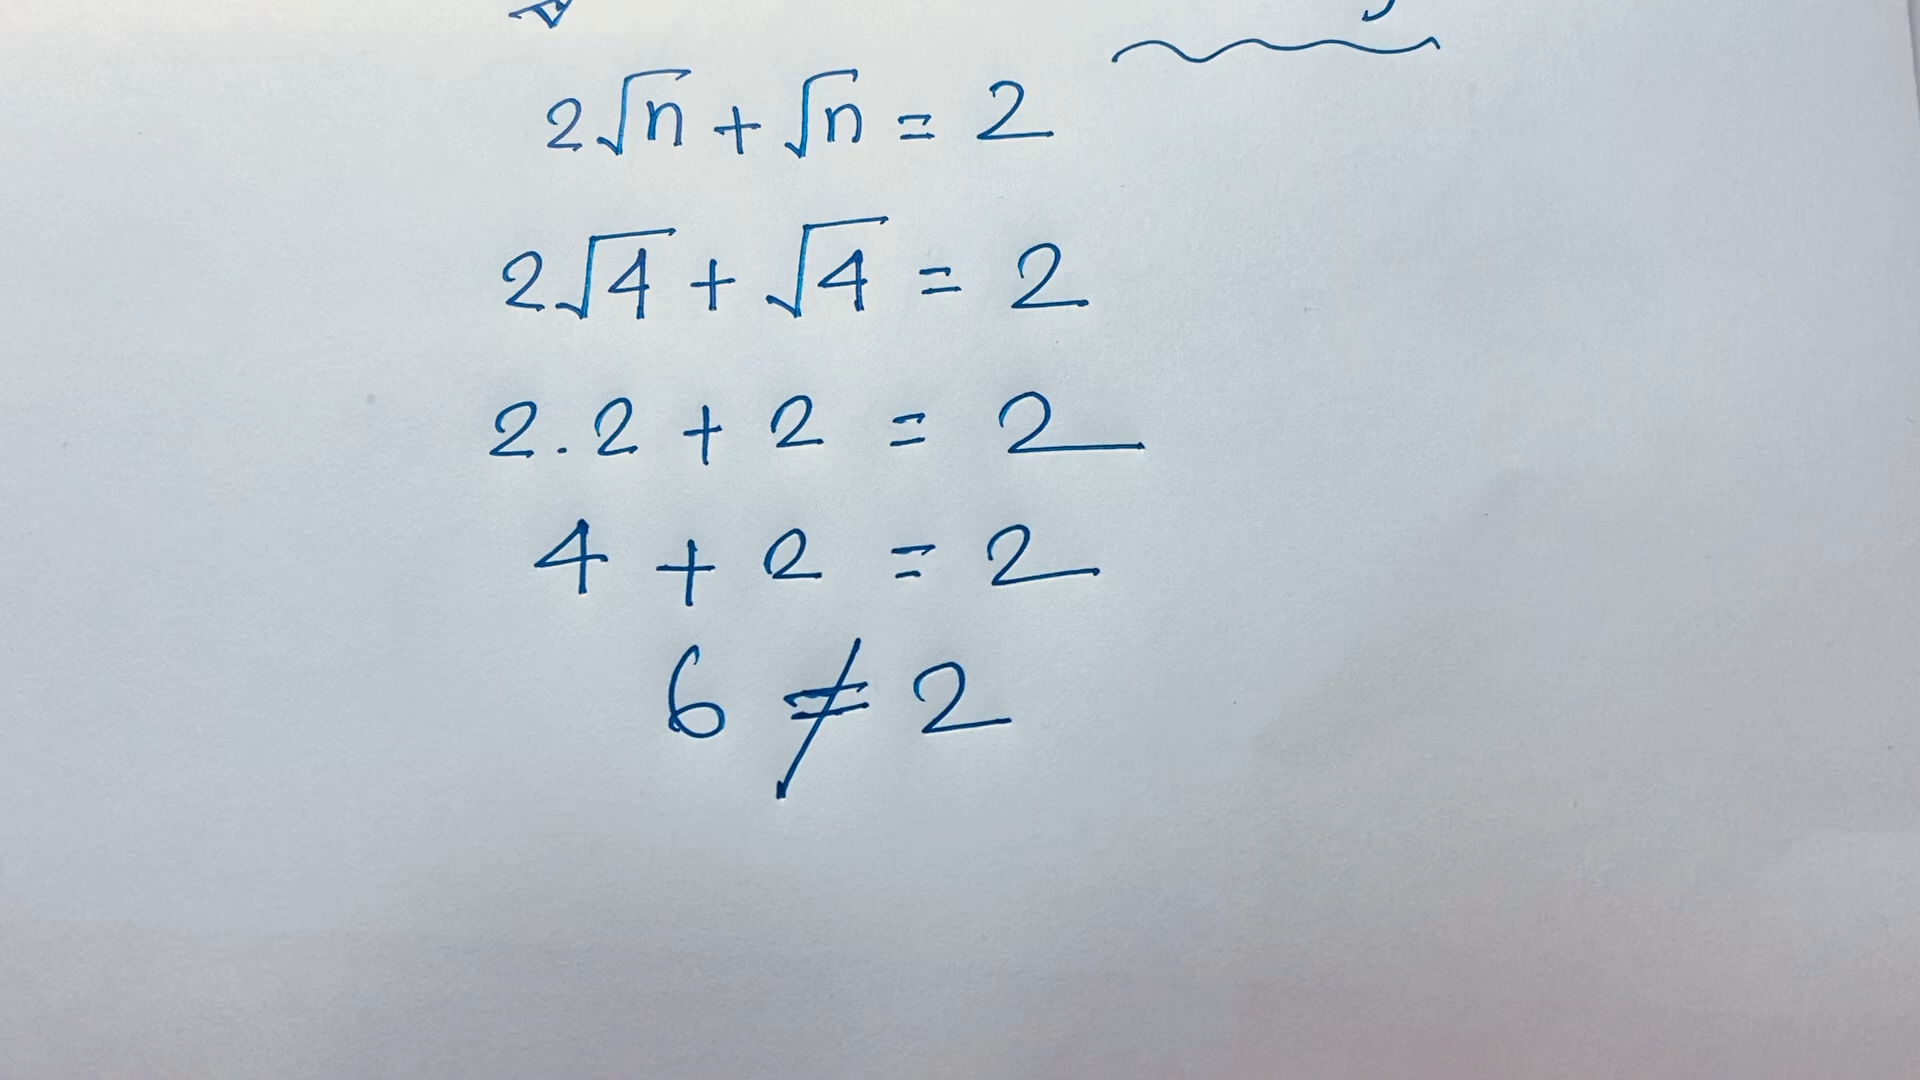 2√n + √n = 2
2√4 + √4 = 2
2.2 + 2 = 2
4 + 2 = 2
6 ≠ 2